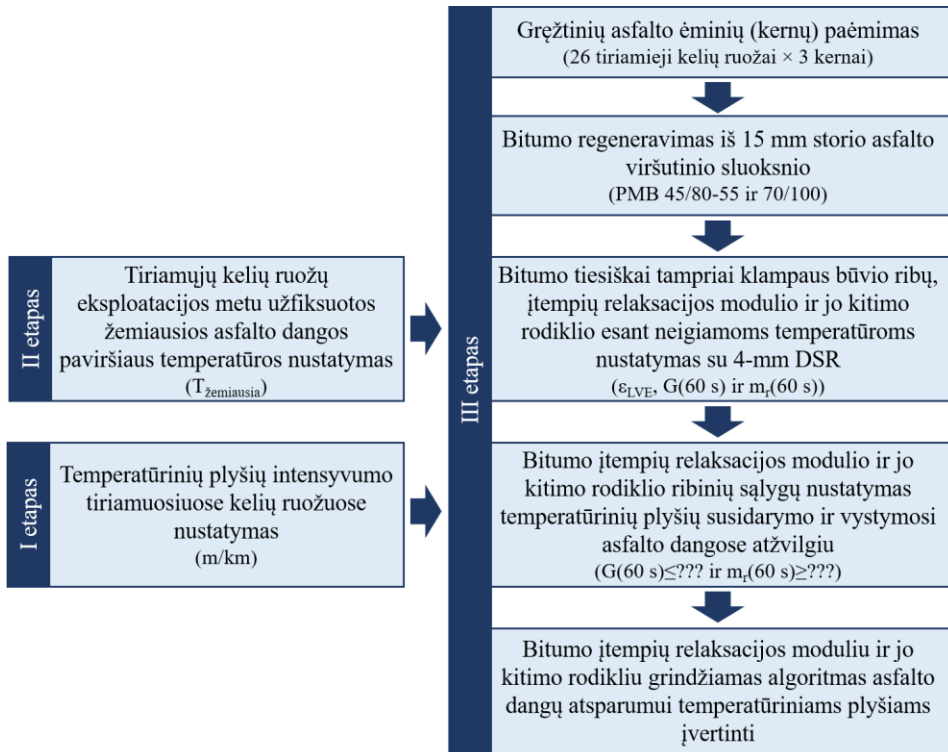 Gręžtinių asfalto ėminių (kernų) paėmimas
(26 tiriamieji kelių ruožai × 3 kernai)
Bitumo regeneravimas iš 15 mm storio asfalto
viršutinio sluoksnio
(PMB 45/80-55 ir 70/100)
II etapas
Tiriamųjų kelių ruožų
eksploatacijos metu užfiksuotos
žemiausios asfalto dangos
paviršiaus temperatūros nustatymas
(Tžemiausia)
III etapas
Bitumo tiesiškai tampriai klampaus būvio ribų,
įtempių relaksacijos modulio ir jo kitimo
rodiklio esant neigiamoms temperatūroms
nustatymas su 4-mm DSR
(εLVE, G(60 s) ir mr(60 s))
I etapas
Temperatūrinių plyšių intensyvumo
tiriamuosiuose kelių ruožuose
nustatymas
(m/km)
Bitumo įtempių relaksacijos modulio ir jo
kitimo rodiklio ribinių sąlygų nustatymas
temperatūrinių plyšių susidarymo ir vystymosi
asfalto dangose atžvilgiu
(G(60 s)≤??? ir mr(60 s)≥???)
Bitumo įtempių relaksacijos moduliu ir jo
kitimo rodikliu grindžiamas algoritmas asfalto
dangų atsparumui temperatūriniams plyšiams
įvertinti